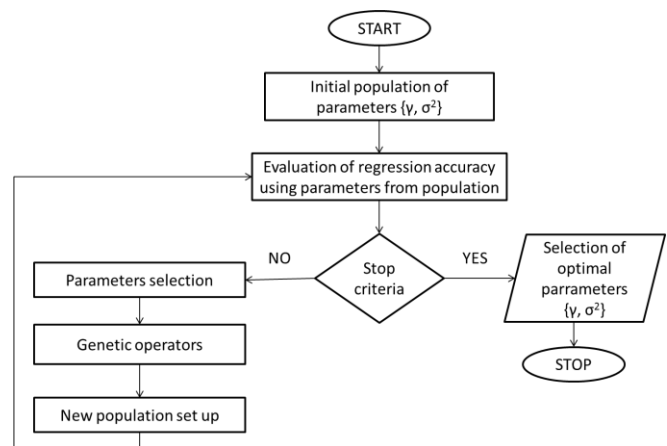 START
Initial population of
parameters {γ, σ²}
Evaluation of regression accuracy
using parameters from population
NO
Stop
criteria
YES
Selection of
optimal
parrameters
{γ, σ²}
Parameters selection
Genetic operators
STOP
New population set up